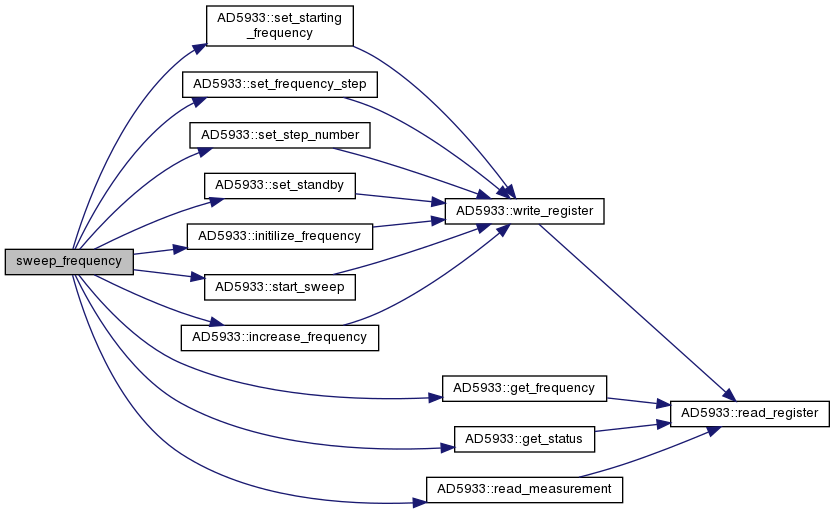 AD5933::set_starting
_frequency
AD5933::set_frequency_step
AD5933::set_step_number
AD5933::set_standby
AD5933::write_register
AD5933::initilize_frequency
sweep_frequency
AD5933::start_sweep
AD5933::increase_frequency
AD5933::get_frequency
AD5933::read_register
AD5933::get_status
AD5933::read_measurement